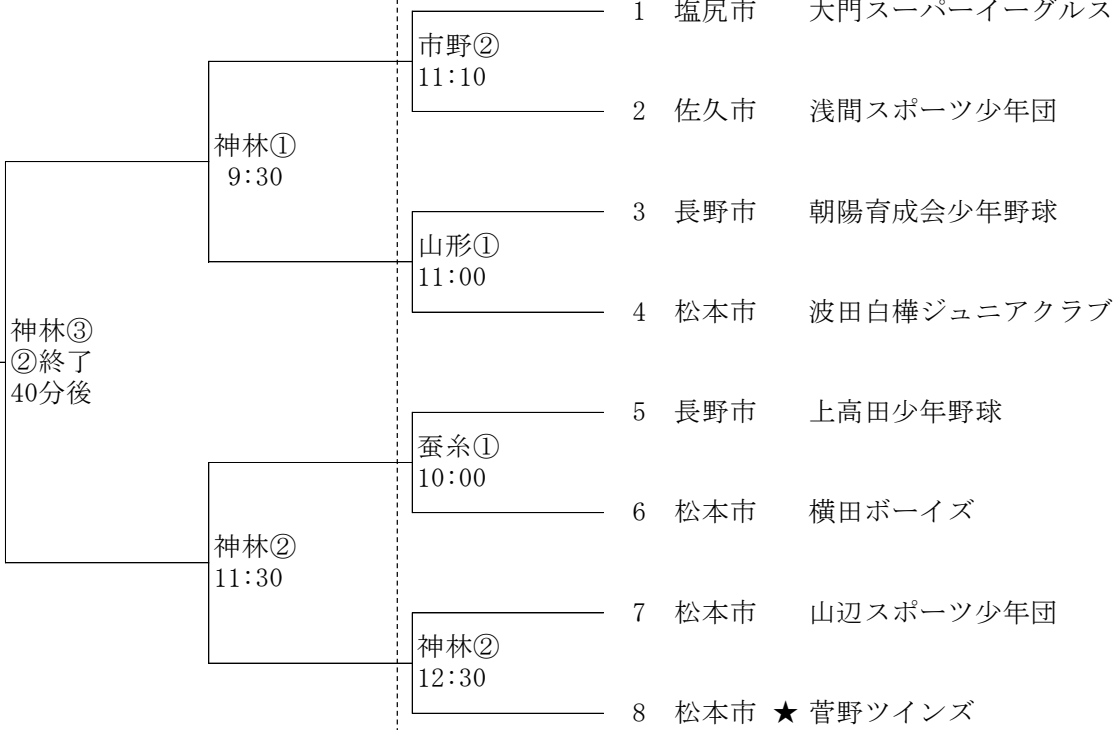 1 塩尻市 大門スーパーイーグルス
市野②
11:10
2 佐久市 浅間スポーツ少年団
神林①
9:30
3 長野市 朝陽育成会少年野球
山形①
11:00
4 松本市 波田白樺ジュニアクラブ
神林③
②終了
40分後
5 長野市 上高田少年野球
蚕糸①
10:00
6 松本市 横田ボーイズ
神林②
11:30
7 松本市 山辺スポーツ少年団
神林②
12:30
8 松本市 ★ 菅野ツインズ